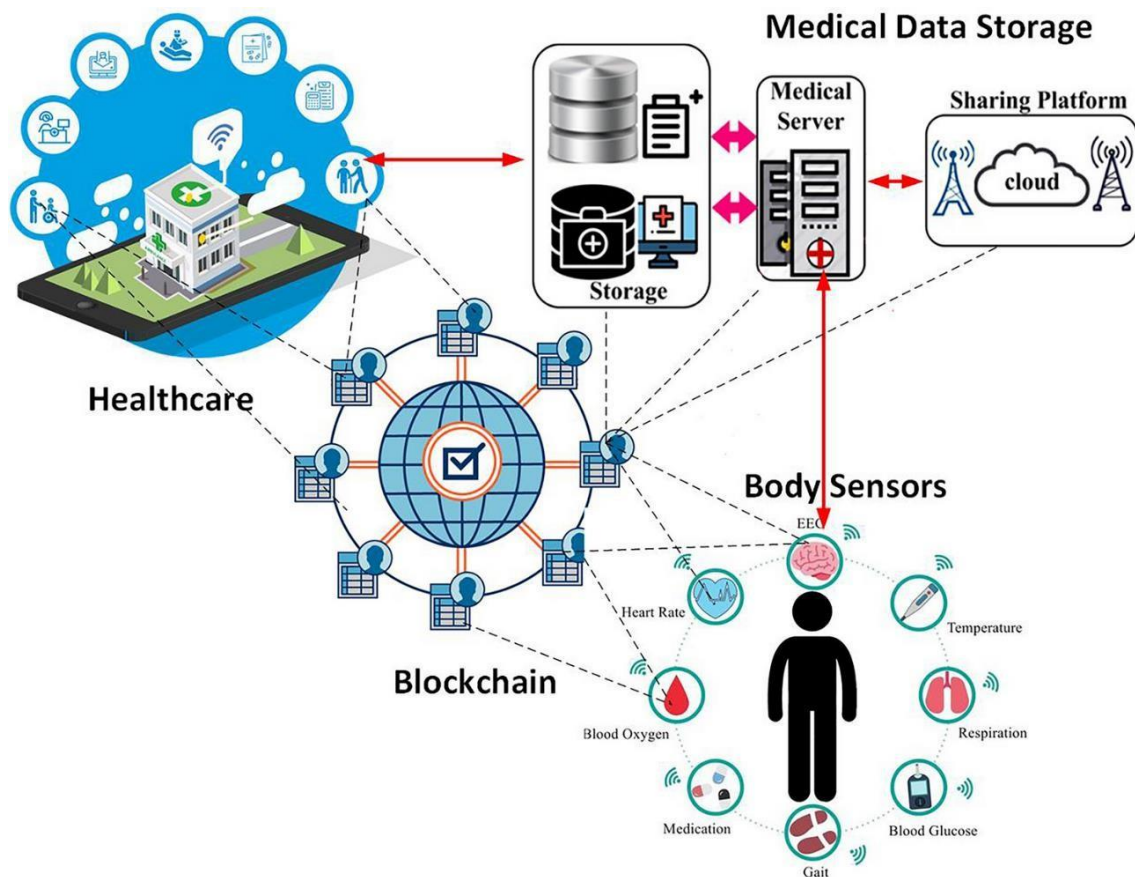 Medical Data Storage
Medical
Server
Sharing Platform
cloud
Storage
Healthcare
Body Sensors
EEG
Heart Rate
Temperature
Blockchain
Blood Oxygen
Respiration
Medication
Blood Glucose
Gait